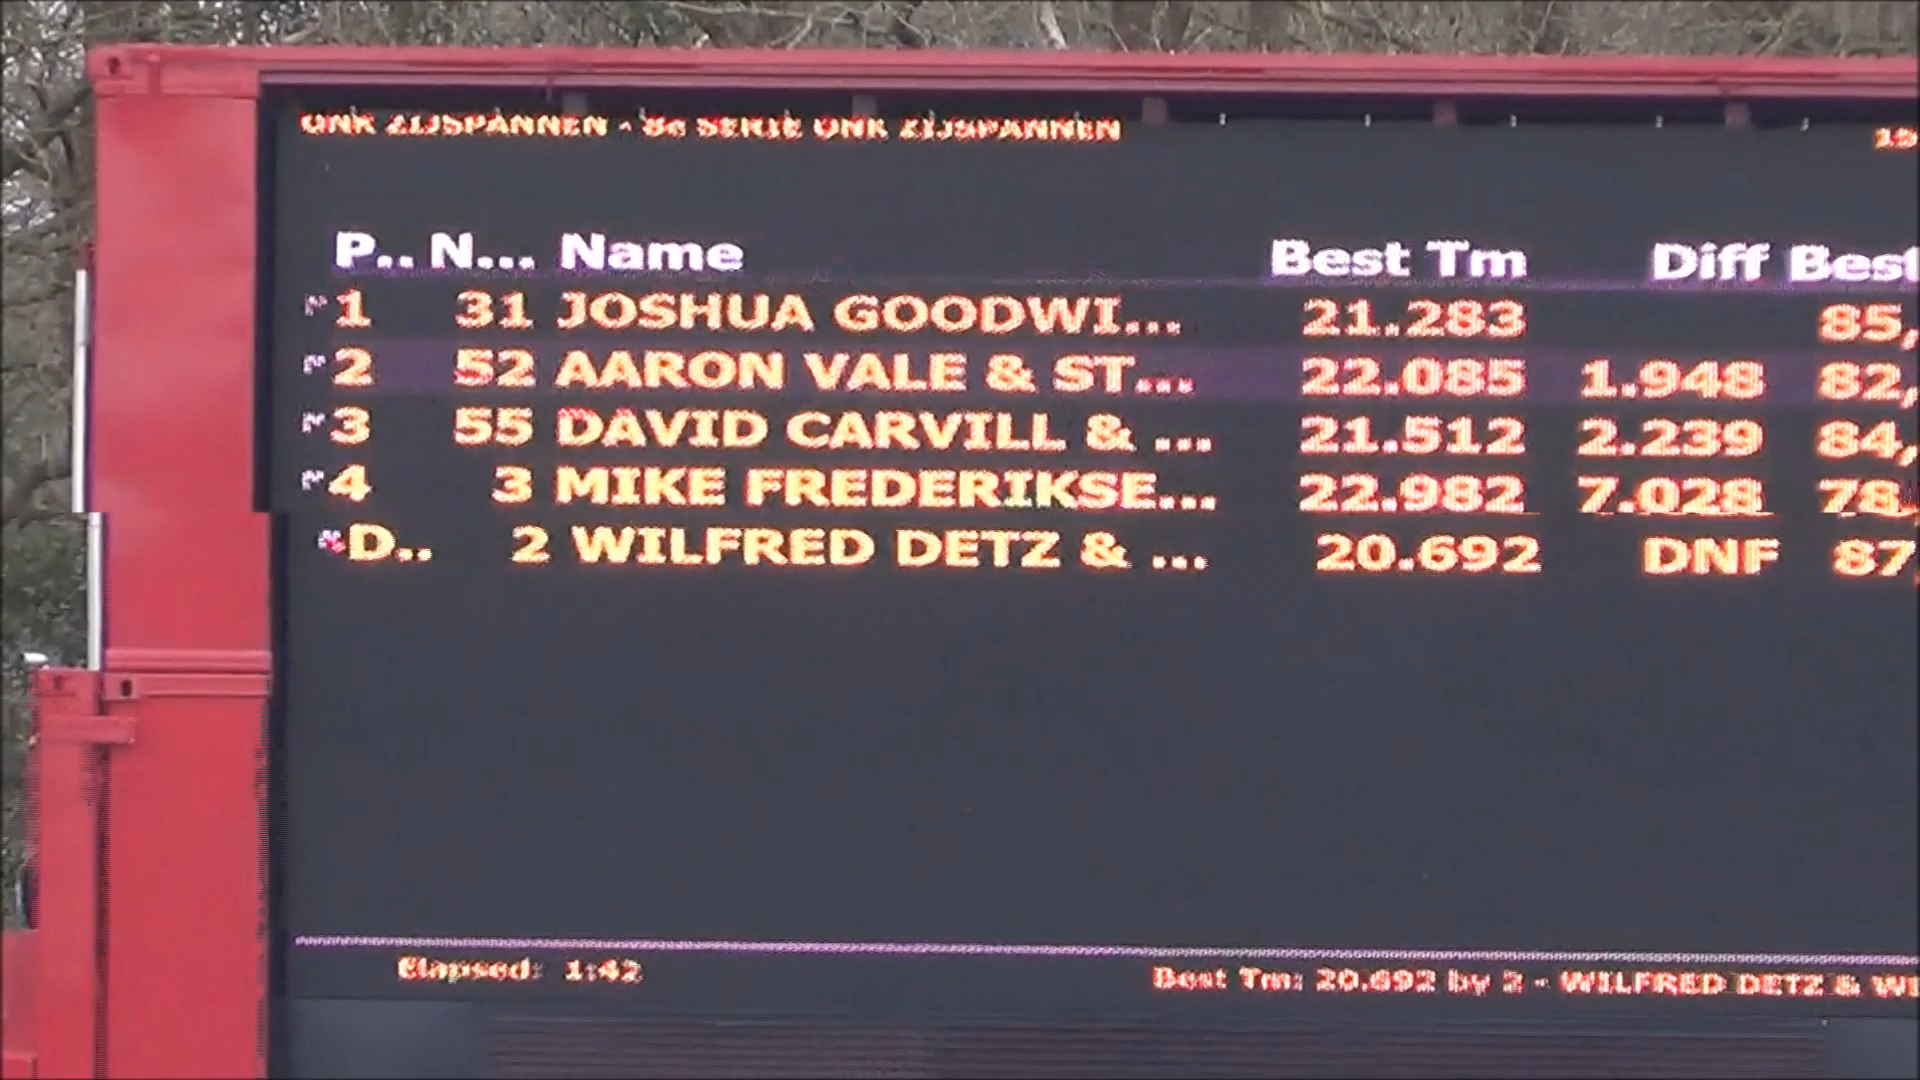 ONK ZIJSPANNEN - 8e SERIE ONK ZIJSPANNEN
P.. N... Name Best Tm Diff Best
1 31 JOSHUA GOODWI... 21.283 85,
2 52 AARON VALE & ST... 22.085 1.948 82,
3 55 DAVID CARVILL & ... 21.512 2.239 84,
4 3 MIKE FREDERIKSE... 22.982 7.028 78,
D.. 2 WILFRED DETZ & ... 20.692 DNF 87,
Elapsed: 1:42
Best Tm: 20.692 by 2 - WILFRED DETZ & WI